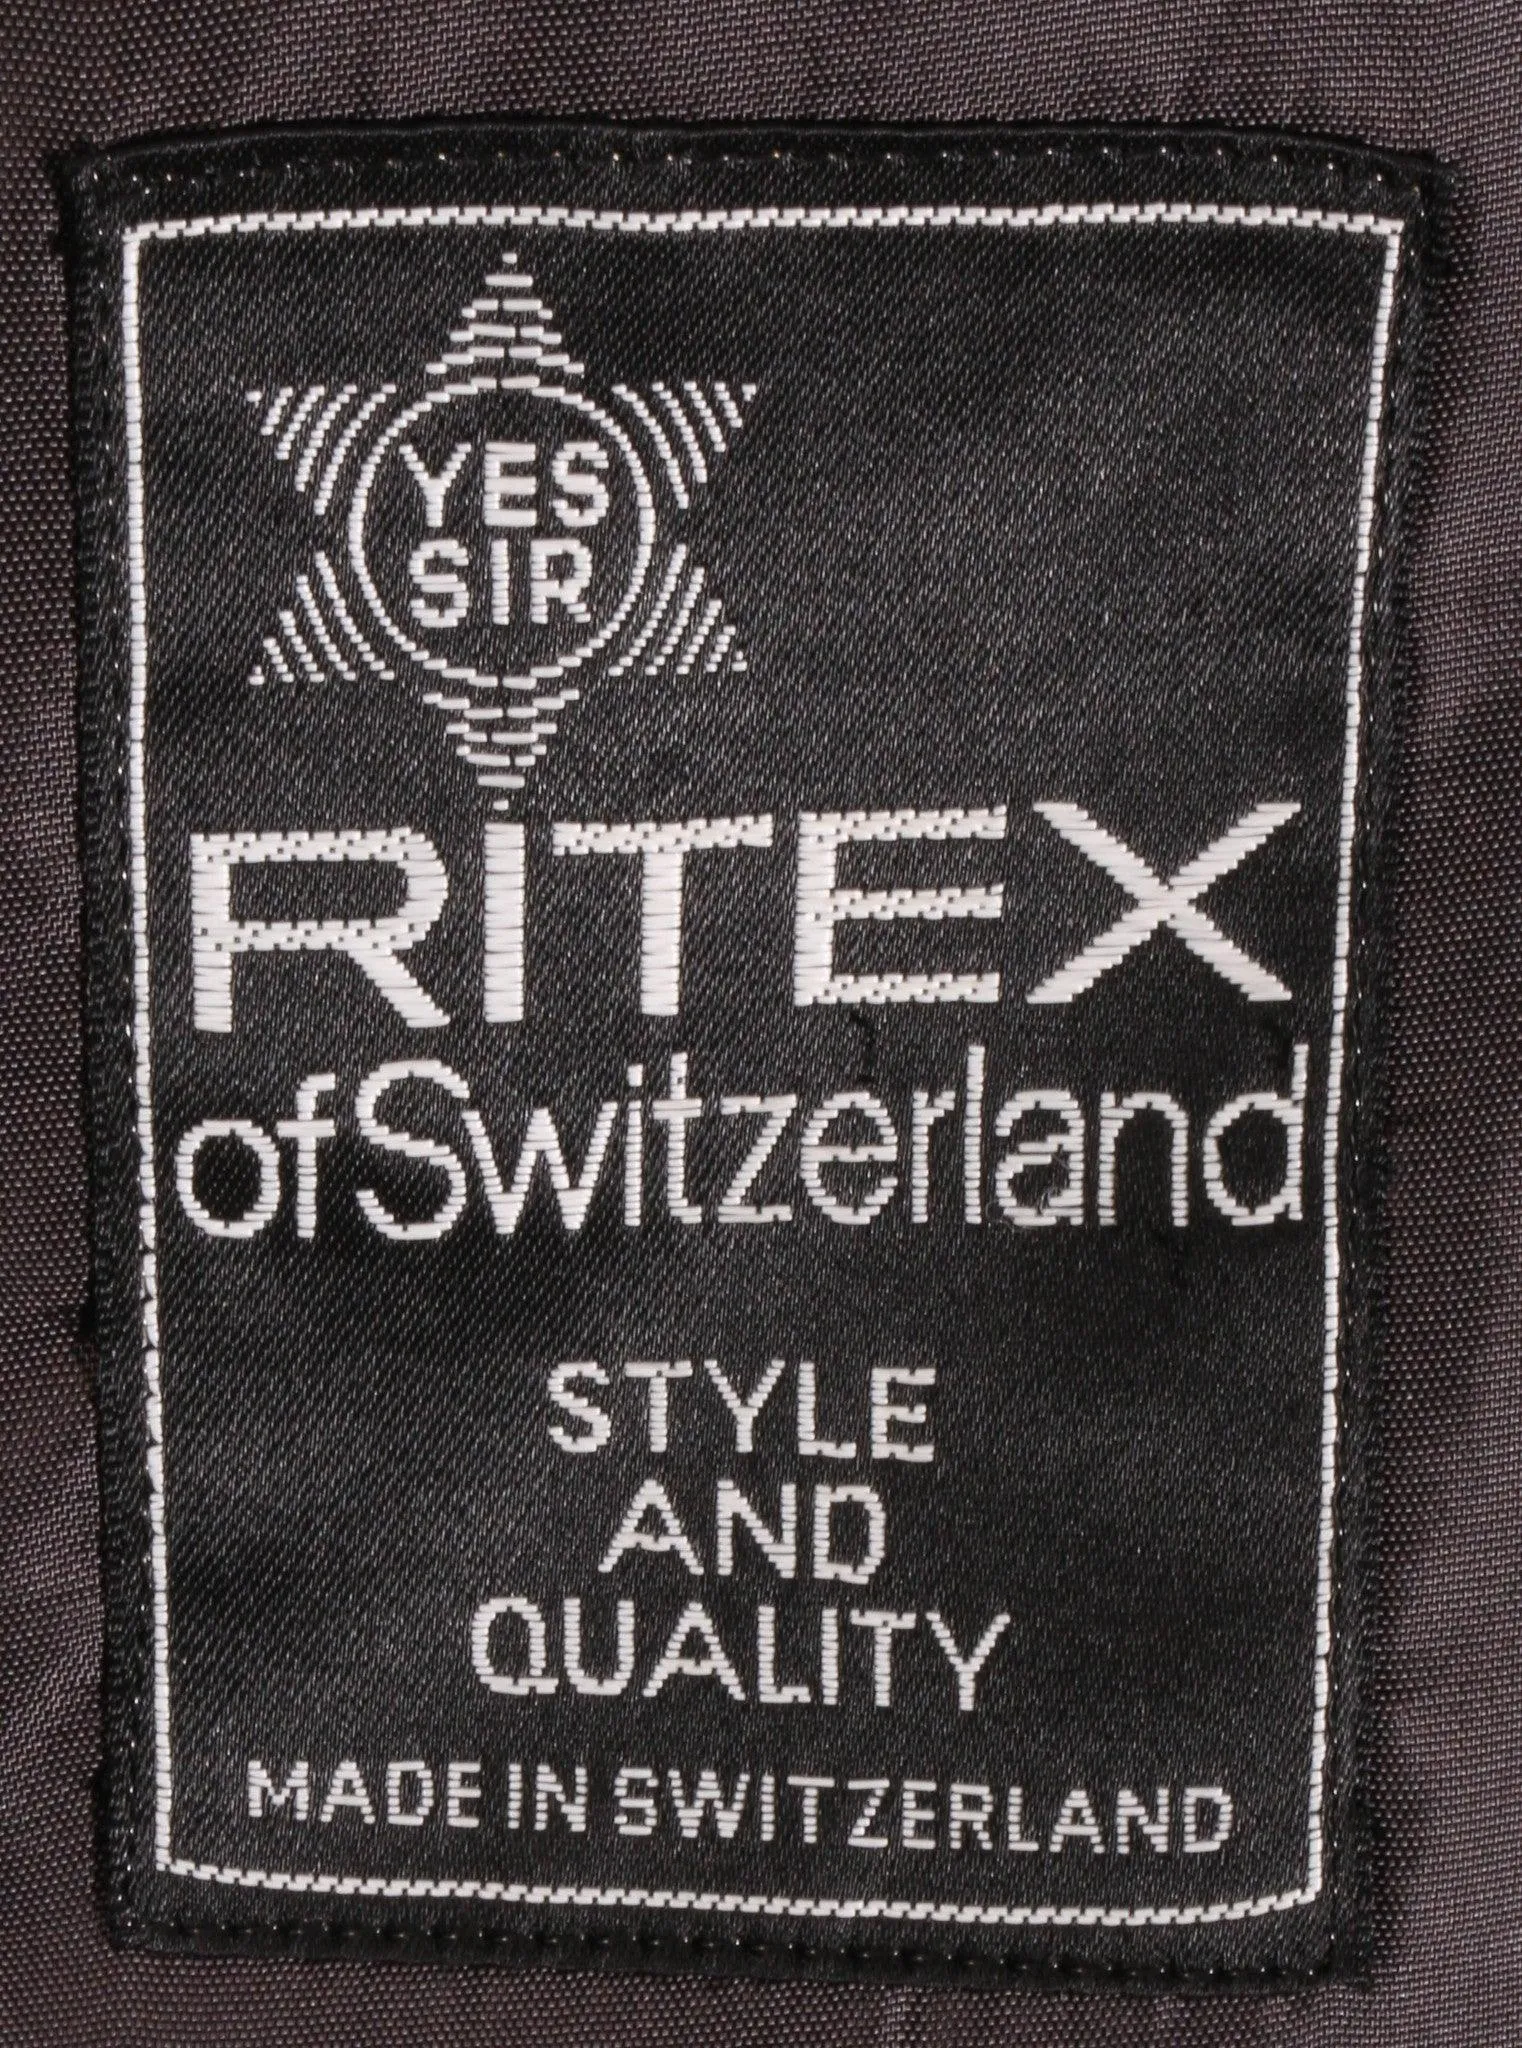 YES
SIR
RITEX
of Switzerland
STYLE
AND
QUALITY
MADE IN SWITZERLAND